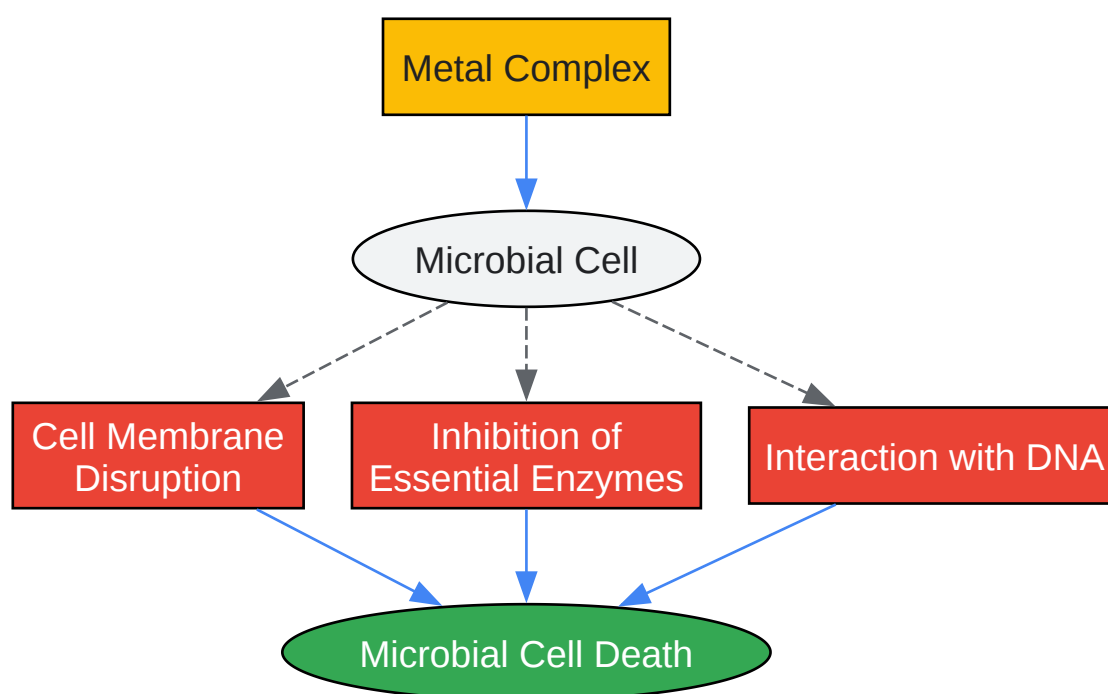 Metal Complex
Microbial Cell
Cell Membrane
Disruption
Inhibition of
Essential Enzymes
Interaction with DNA
Microbial Cell Death